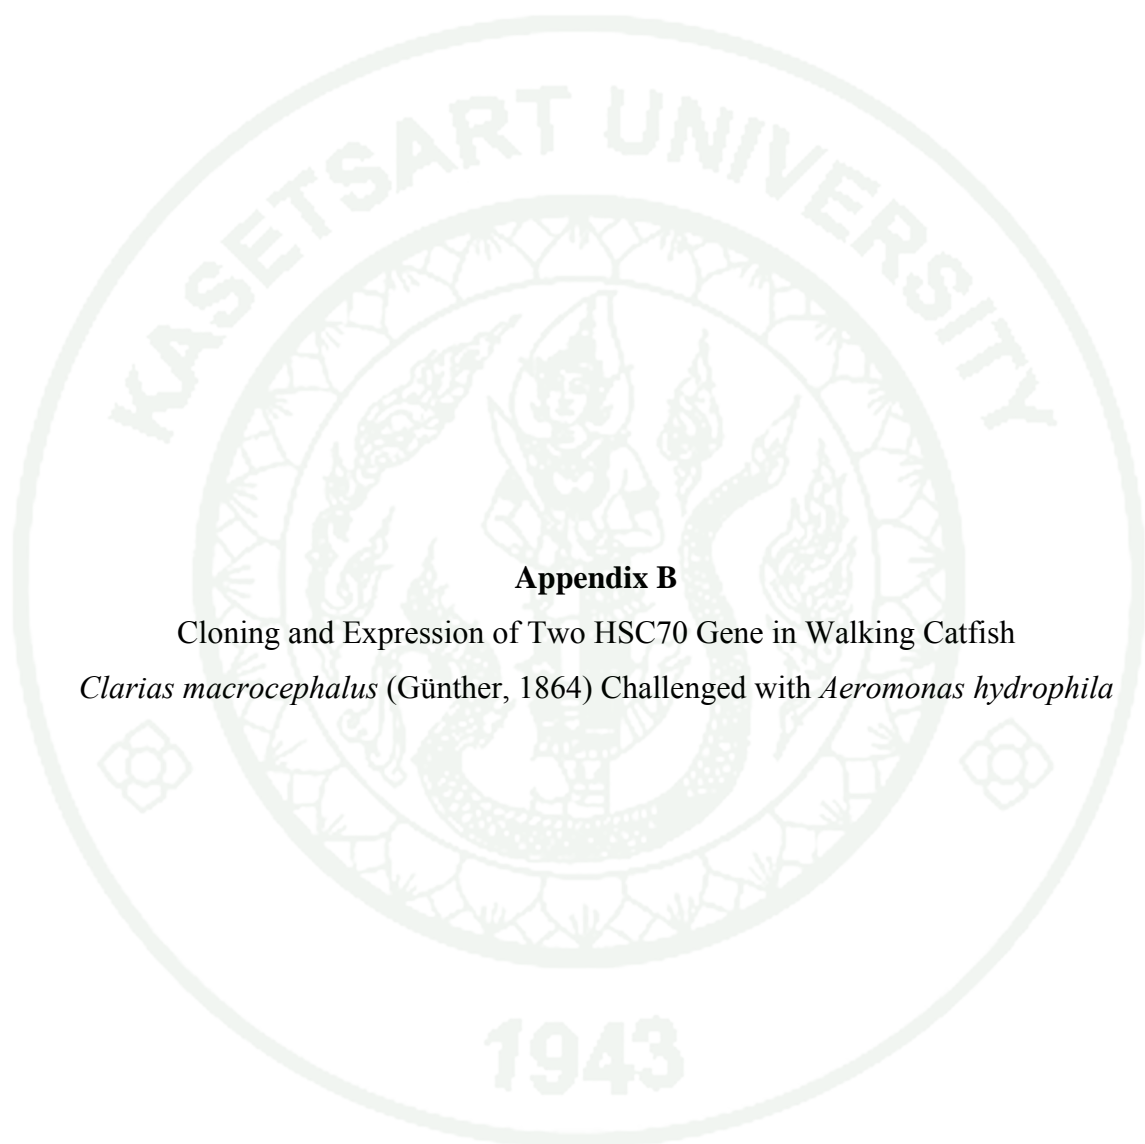 KASETSART UNIVERSITY
Appendix B
Cloning and Expression of Two HSC70 Gene in Walking Catfish
Clarias macrocephalus (Günther, 1864) Challenged with Aeromonas hydrophila
1943